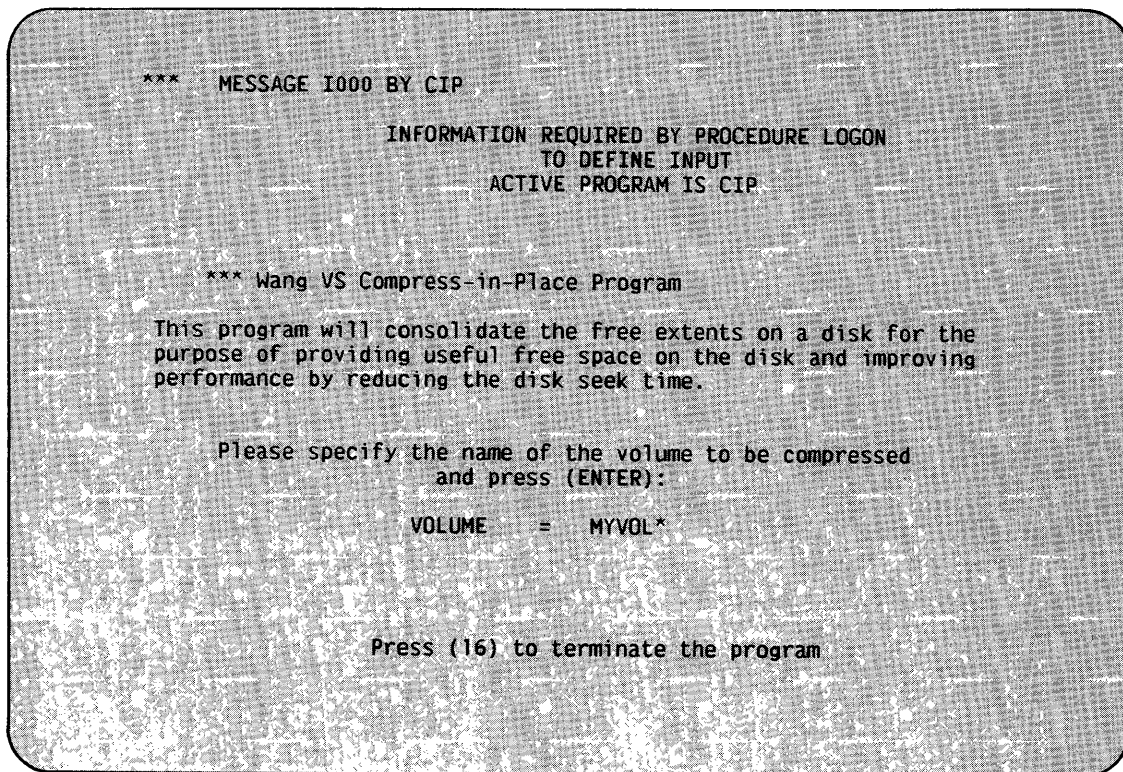 *** MESSAGE I000 BY CIP
INFORMATION REQUIRED BY PROCEDURE LOGON
TO DEFINE INPUT
ACTIVE PROGRAM IS CIP
*** Wang VS Compress-in-Place Program
This program will consolidate the free extents on a disk for the
purpose of providing useful free space on the disk and improving
performance by reducing the disk seek time.
Please specify the name of the volume to be compressed
and press (ENTER):
VOLUME = MYVOL*
Press (16) to terminate the program